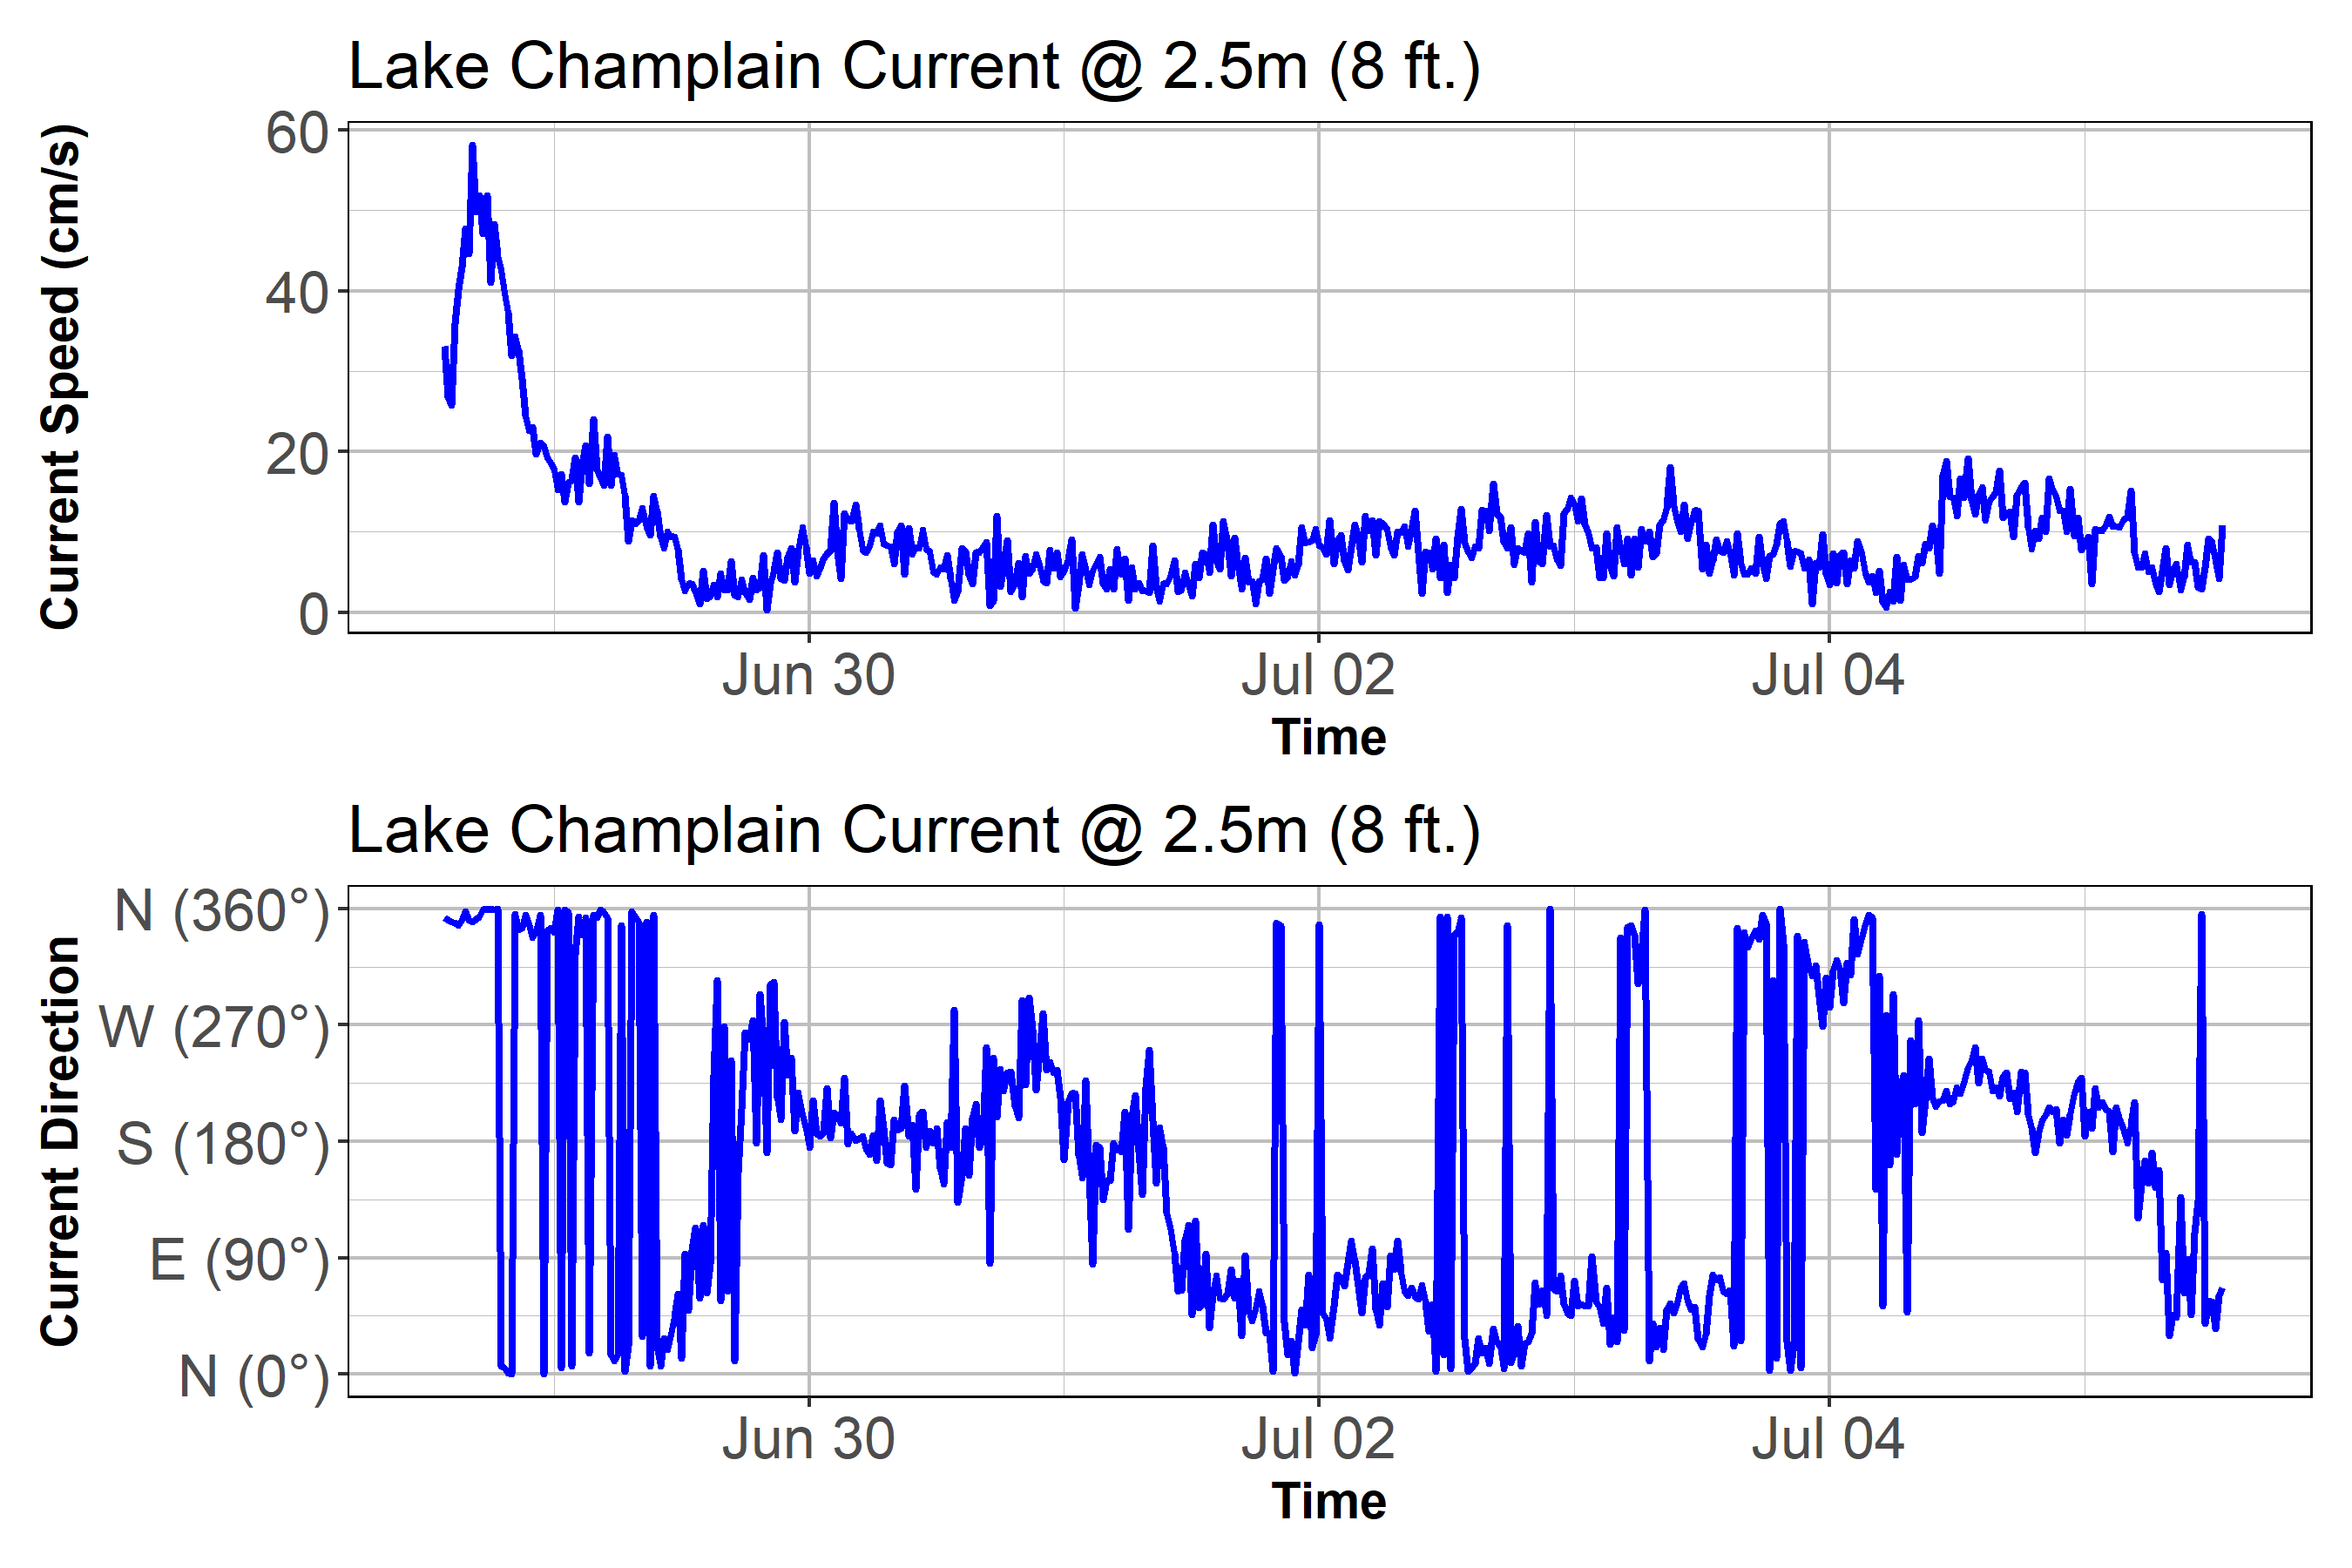 Lake Champlain Current @ 2.5m (8 ft.)
Current Speed (cm/s)
60
40
20
0
Jun 30
Jul 02
Jul 04
Time
Lake Champlain Current @ 2.5m (8 ft.)
Current Direction
N (360°)
W (270°)
S (180°)
E (90°)
N (0°)
Jun 30
Jul 02
Jul 04
Time